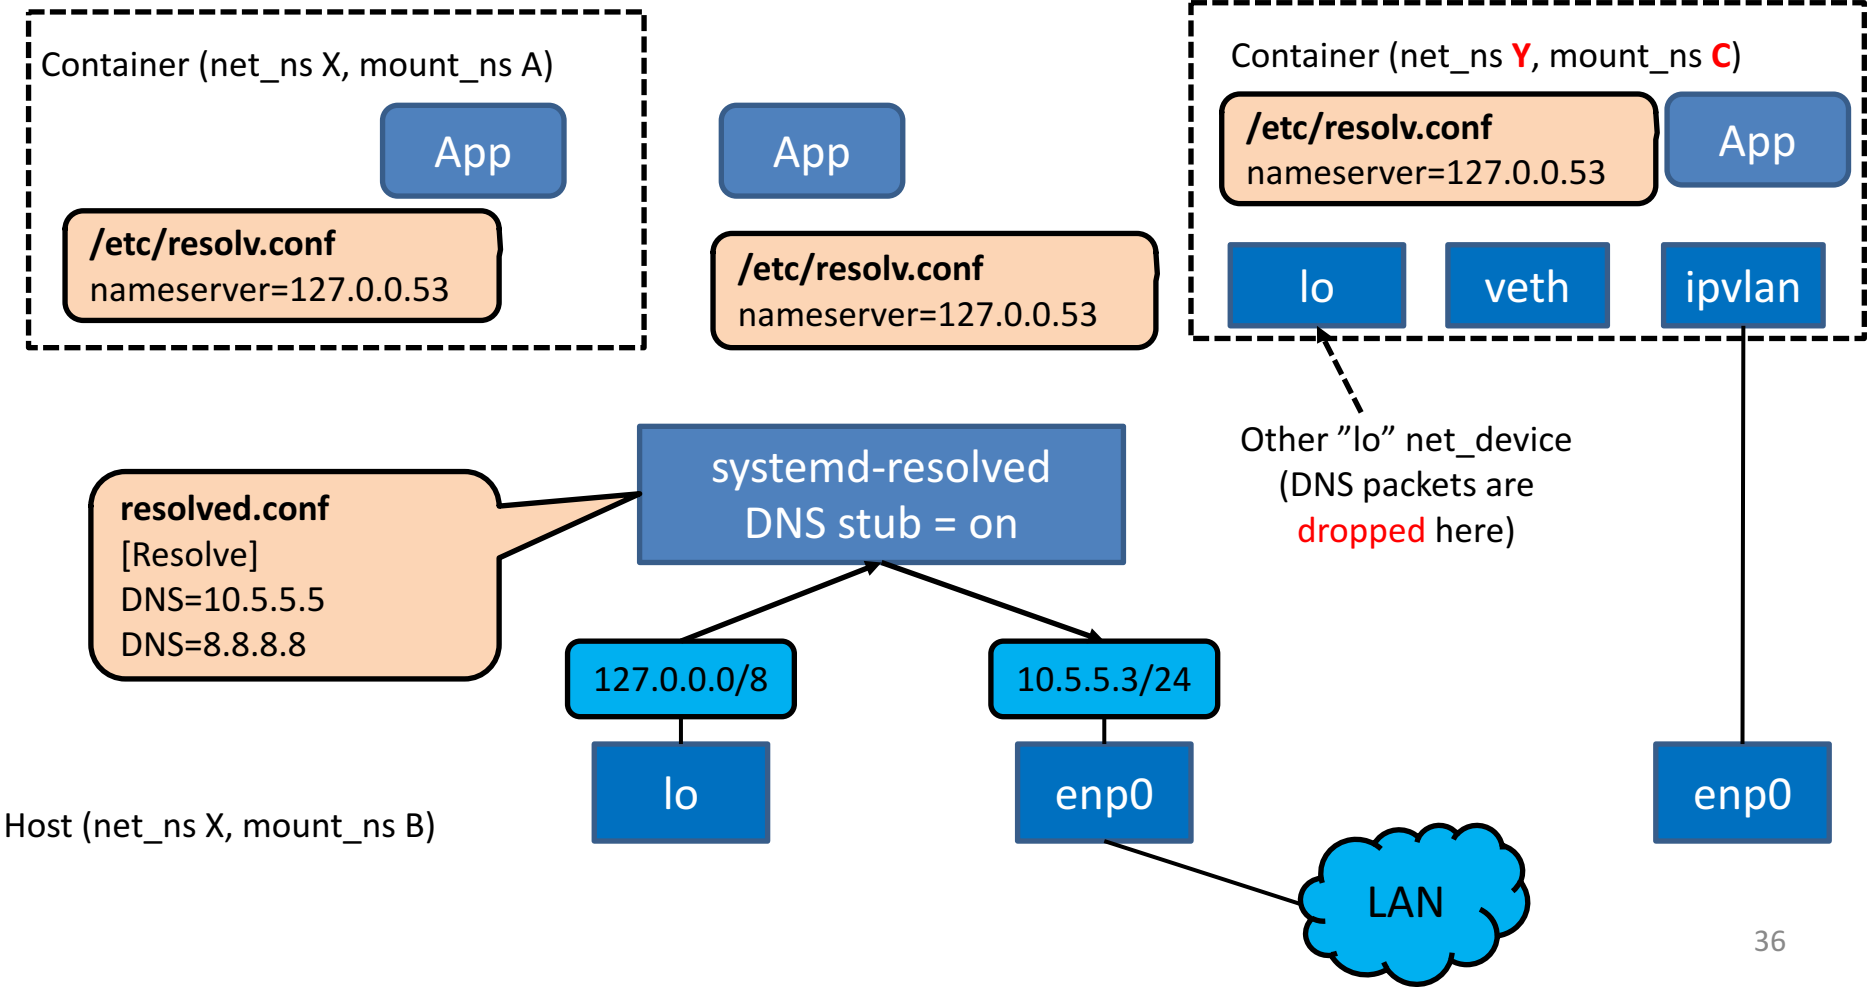 Container (net_ns X, mount_ns A)
App
/etc/resolv.conf
nameserver=127.0.0.53
App
/etc/resolv.conf
nameserver=127.0.0.53
Container (net_ns Y, mount_ns C)
/etc/resolv.conf
nameserver=127.0.0.53
App
lo
veth
ipvlan
Other ”lo” net_device
(DNS packets are
dropped here)
systemd-resolved
DNS stub = on
resolved.conf
[Resolve]
DNS=10.5.5.5
DNS=8.8.8.8
127.0.0.0/8
10.5.5.3/24
lo
enp0
enp0
Host (net_ns X, mount_ns B)
LAN
36